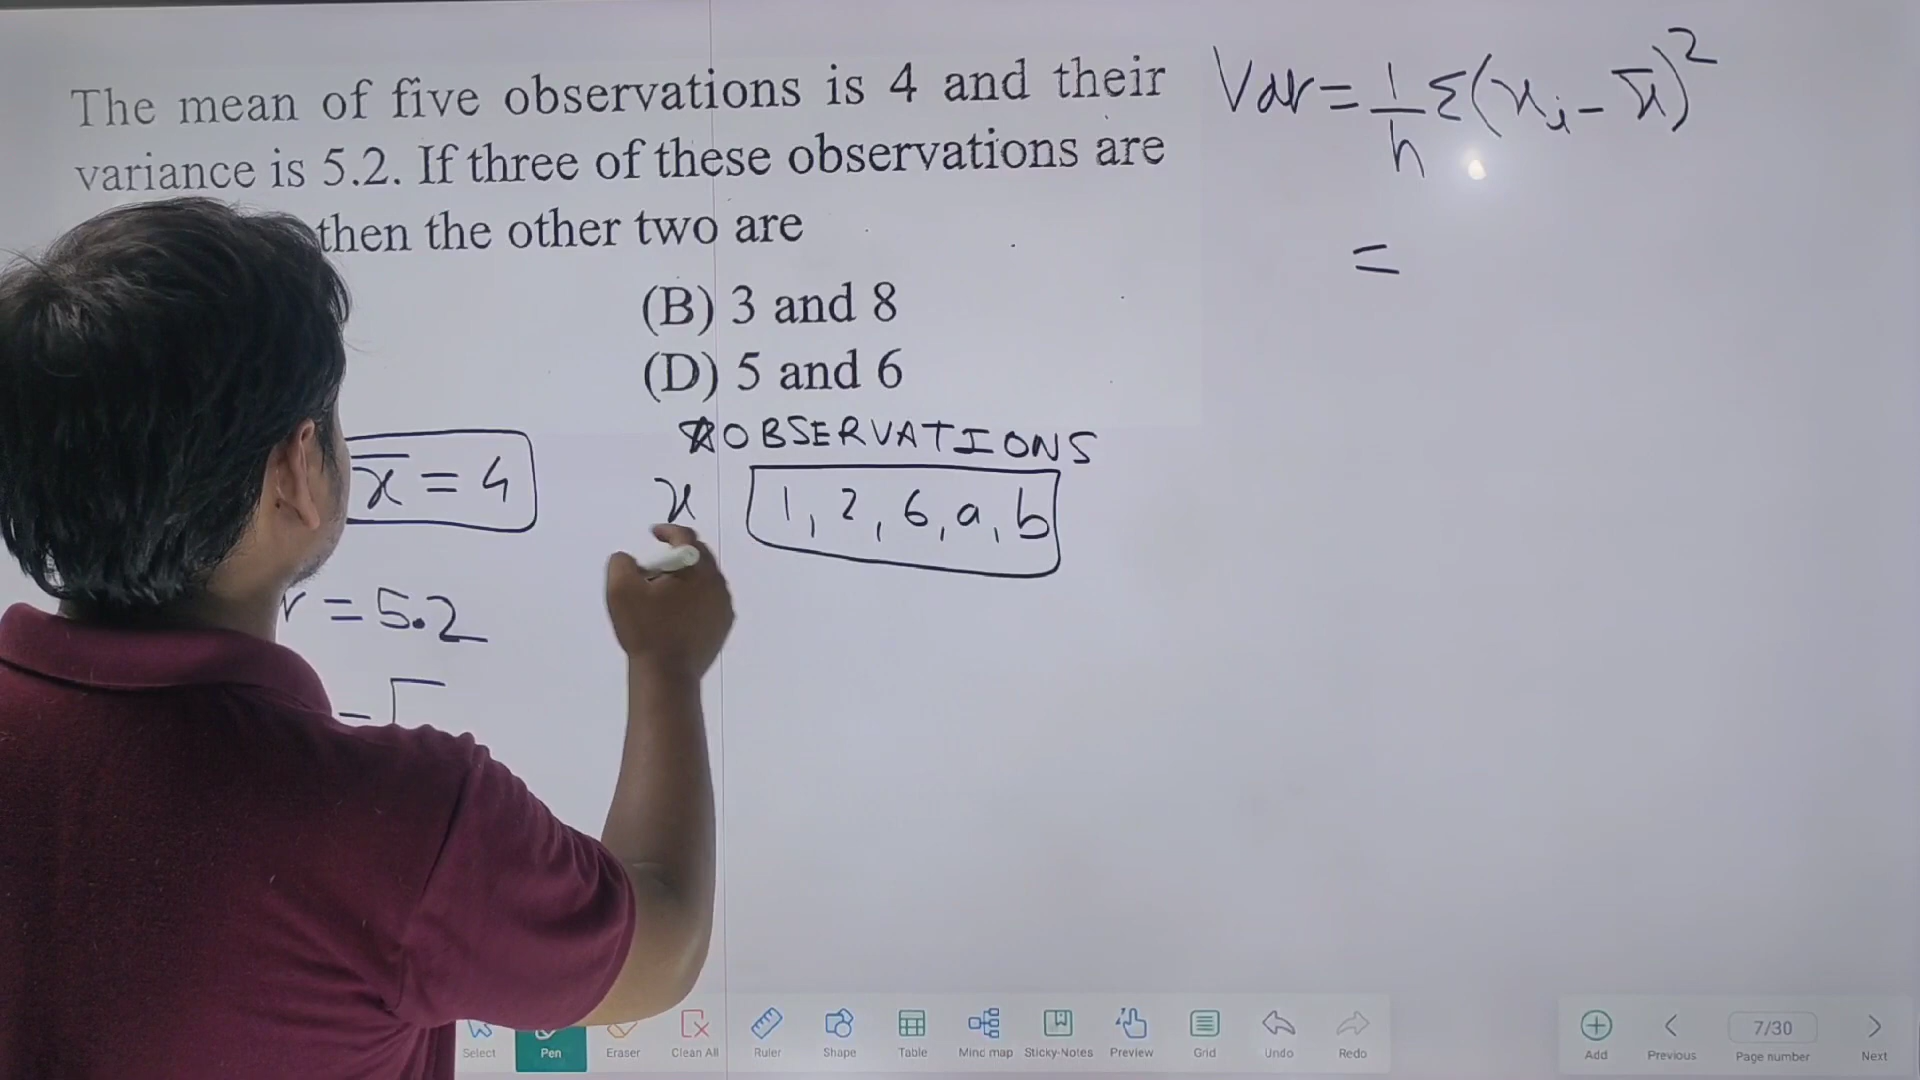 The mean of five observations is 4 and their
variance is 5.2. If three of these observations are
then the other two are
(B) 3 and 8
(D) 5 and 6
Var = 1/n Σ(xᵢ - x̄)²
=
OBSERVATIONS
x̄ = 4
x 1, 2, 6, a, b
r = 5.2
Select
Pen
Eraser
Clean All
Ruler
Shape
Table
Mind map
Sticky-Notes
Preview
Grid
Undo
Redo
Add
Previous
7/30
Page number
Next